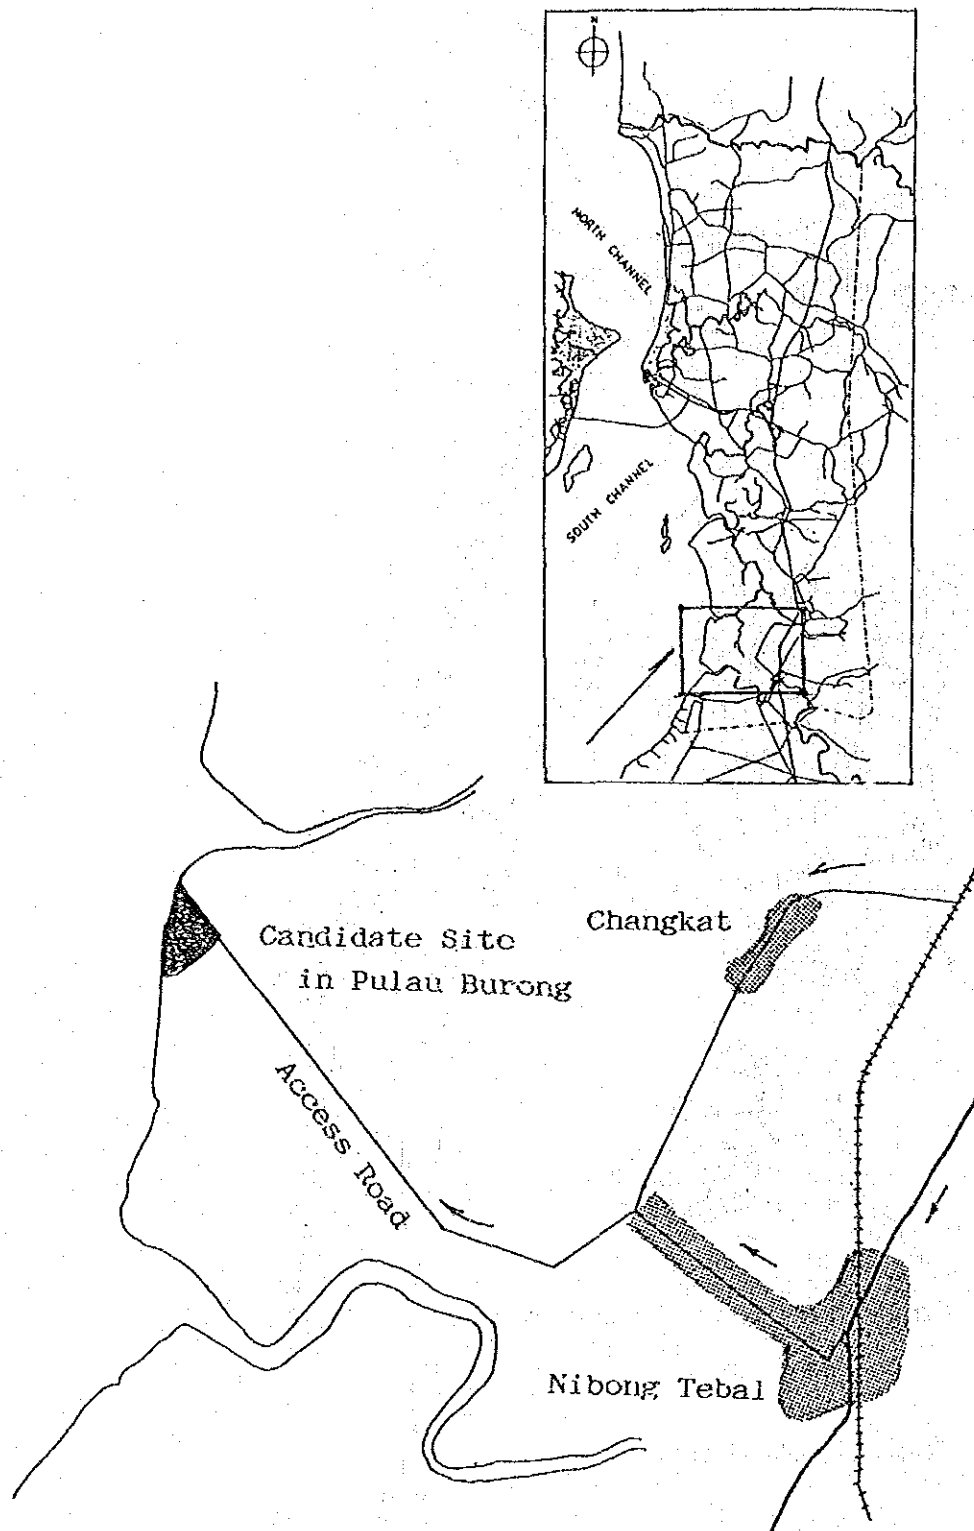 N
NORTH CHANNEL
SOUTH CHANNEL
Changkat
Candidate Site
in Pulau Burong
Access Road
Nibong Tebal